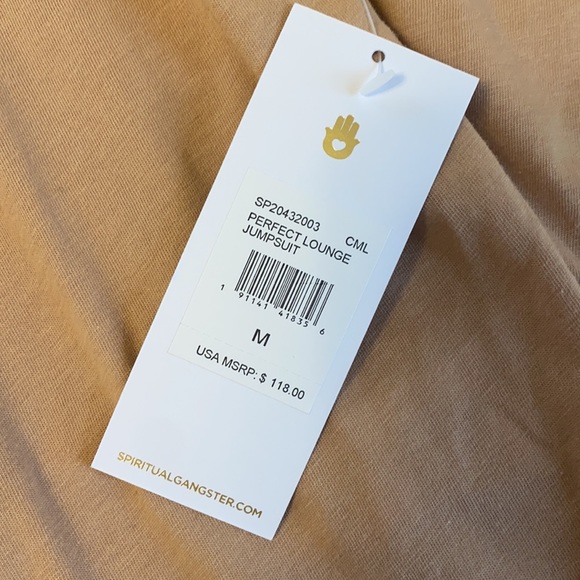 SP20432003 CML
PERFECT LOUNGE
JUMPSUIT
1 91141 41835 6
M
USA MSRP: $ 118.00
SPIRITUALGANGSTER.COM